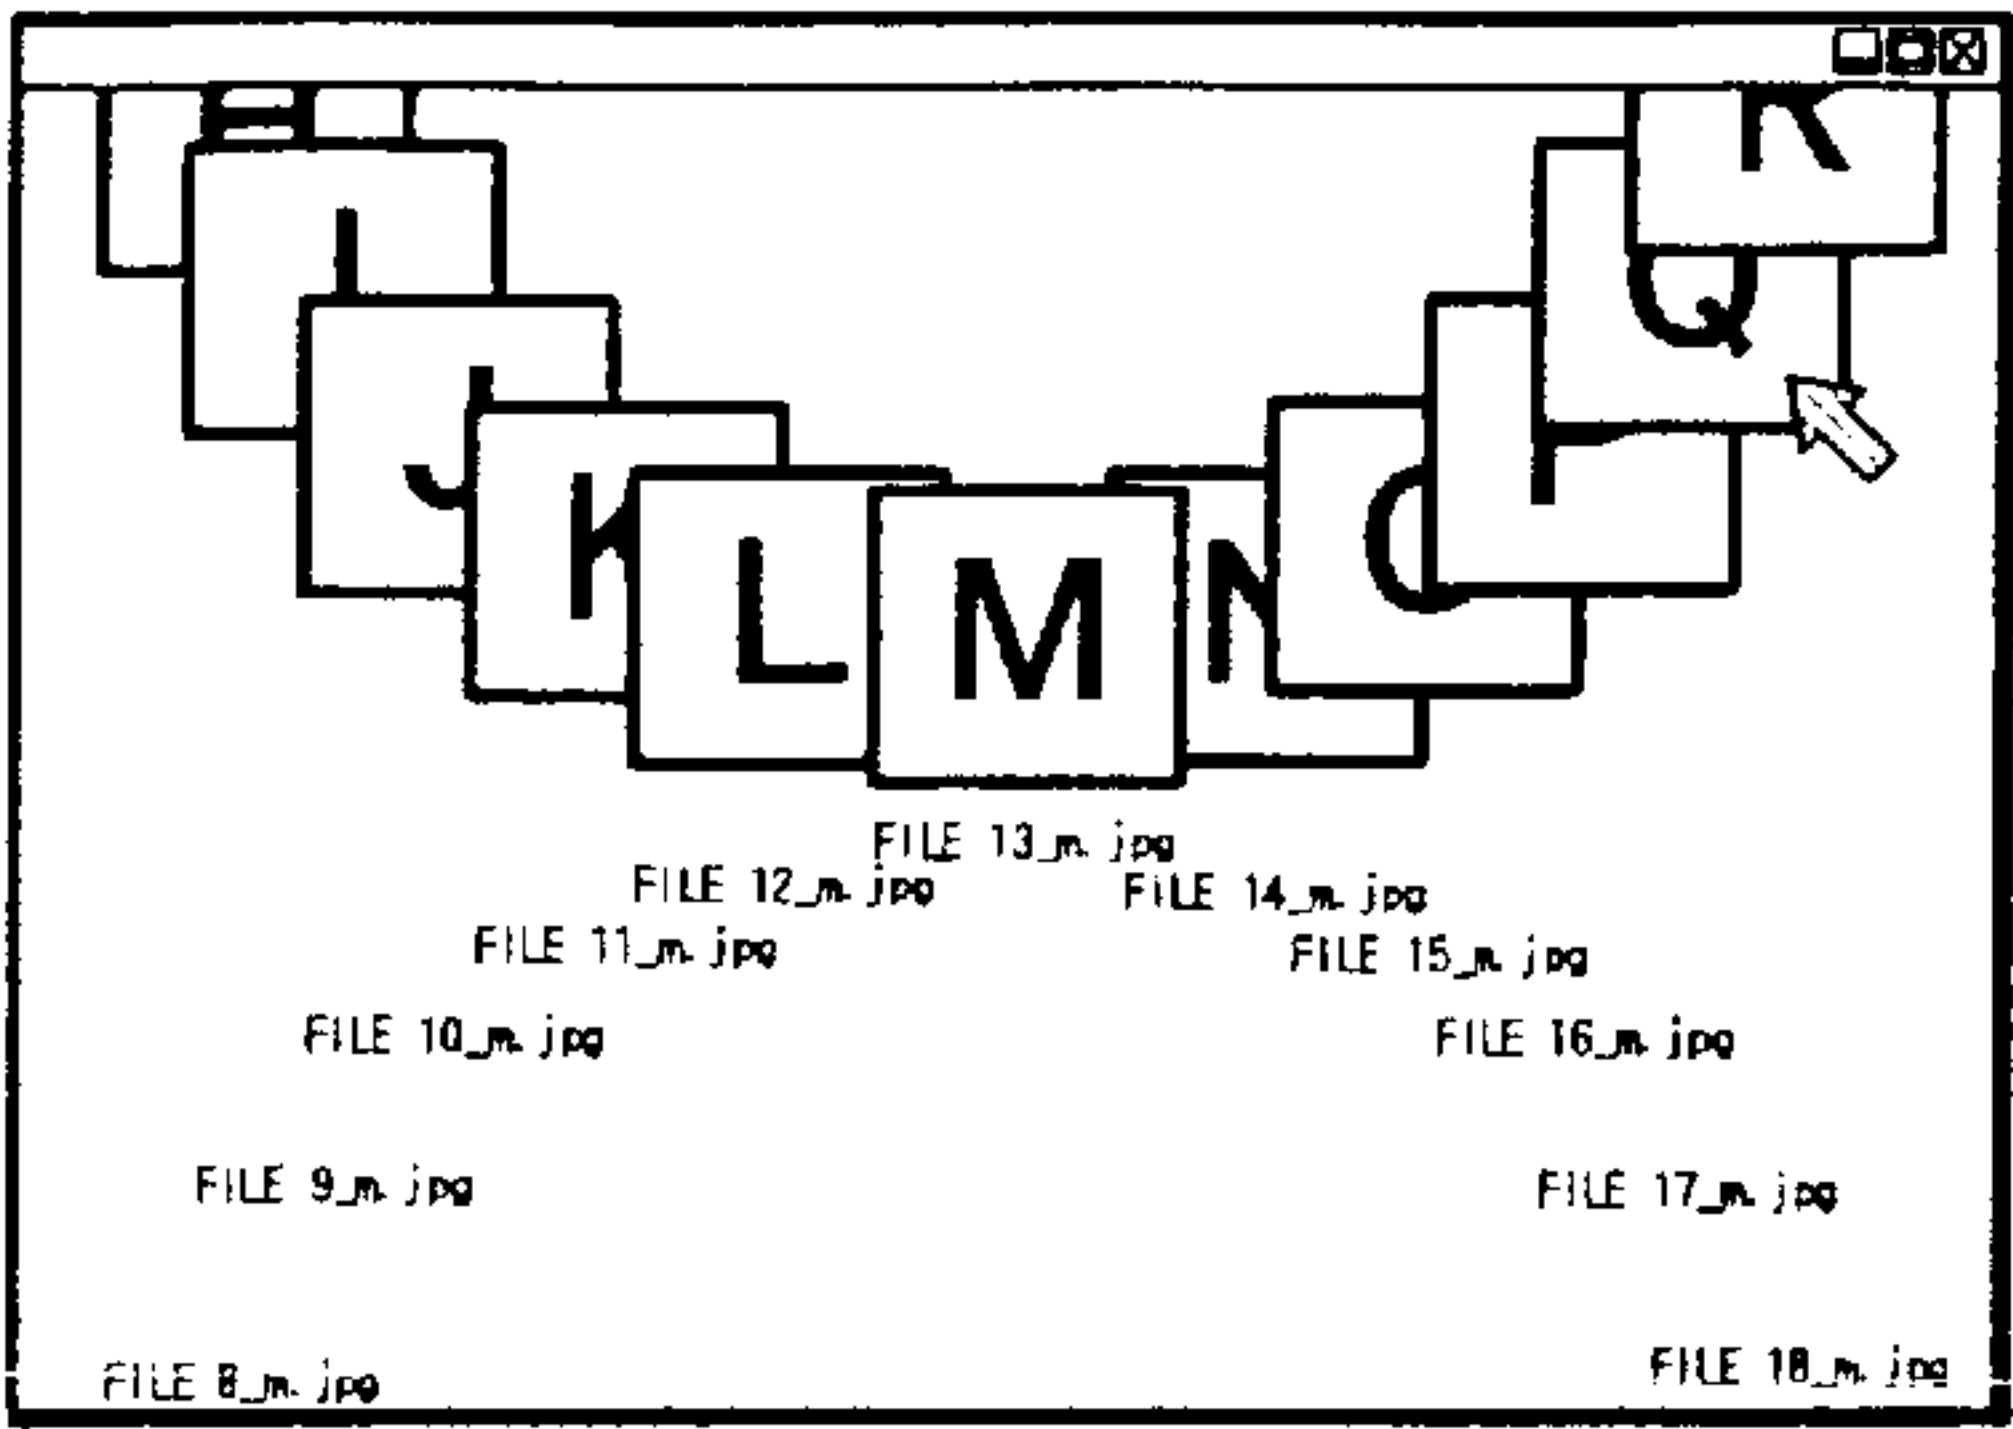 R
I
Q
J
K
L
M
N
O
P
FILE 13_m.jpg
FILE 12_m.jpg
FILE 14_m.jpg
FILE 11_m.jpg
FILE 15_m.jpg
FILE 10_m.jpg
FILE 16_m.jpg
FILE 9_m.jpg
FILE 17_m.jpg
FILE 8_m.jpg
FILE 18_m.jpg